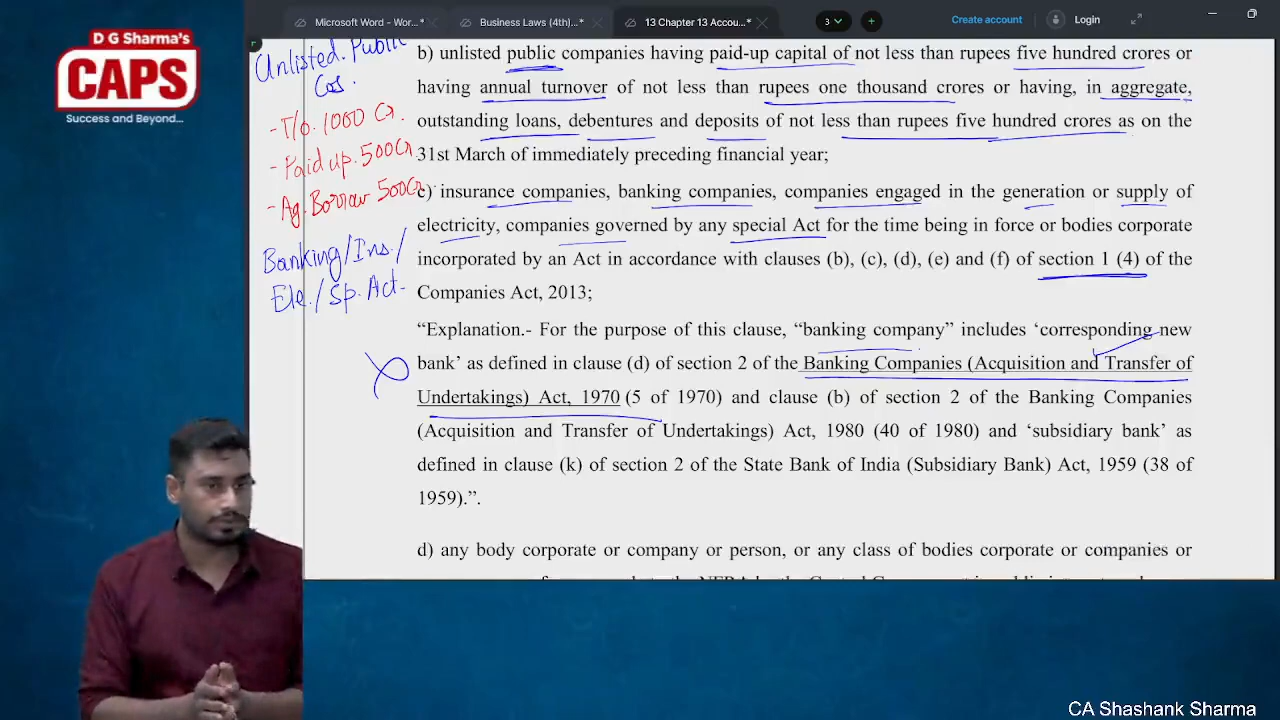 D G Sharma's
CAPS
Success and Beyond...
Microsoft Word - Wor...*
Business Laws (4th)...*
13 Chapter 13 Accou...*
3
Create account
Login
Unlisted. Public
Cos.
- T/o. 1000 Cr.
- Paid up. 500Cr.
- Ag. Borrow 500Cr.
Banking/Ins./
Ele./Sp. Act-
b) unlisted public companies having paid-up capital of not less than rupees five hundred crores or
having annual turnover of not less than rupees one thousand crores or having, in aggregate,
outstanding loans, debentures and deposits of not less than rupees five hundred crores as on the
31st March of immediately preceding financial year;
c) insurance companies, banking companies, companies engaged in the generation or supply of
electricity, companies governed by any special Act for the time being in force or bodies corporate
incorporated by an Act in accordance with clauses (b), (c), (d), (e) and (f) of section 1 (4) of the
Companies Act, 2013;
“Explanation.- For the purpose of this clause, “banking company” includes ‘corresponding new
bank’ as defined in clause (d) of section 2 of the Banking Companies (Acquisition and Transfer of
Undertakings) Act, 1970 (5 of 1970) and clause (b) of section 2 of the Banking Companies
(Acquisition and Transfer of Undertakings) Act, 1980 (40 of 1980) and ‘subsidiary bank’ as
defined in clause (k) of section 2 of the State Bank of India (Subsidiary Bank) Act, 1959 (38 of
1959).”.
d) any body corporate or company or person, or any class of bodies corporate or companies or
CA Shashank Sharma